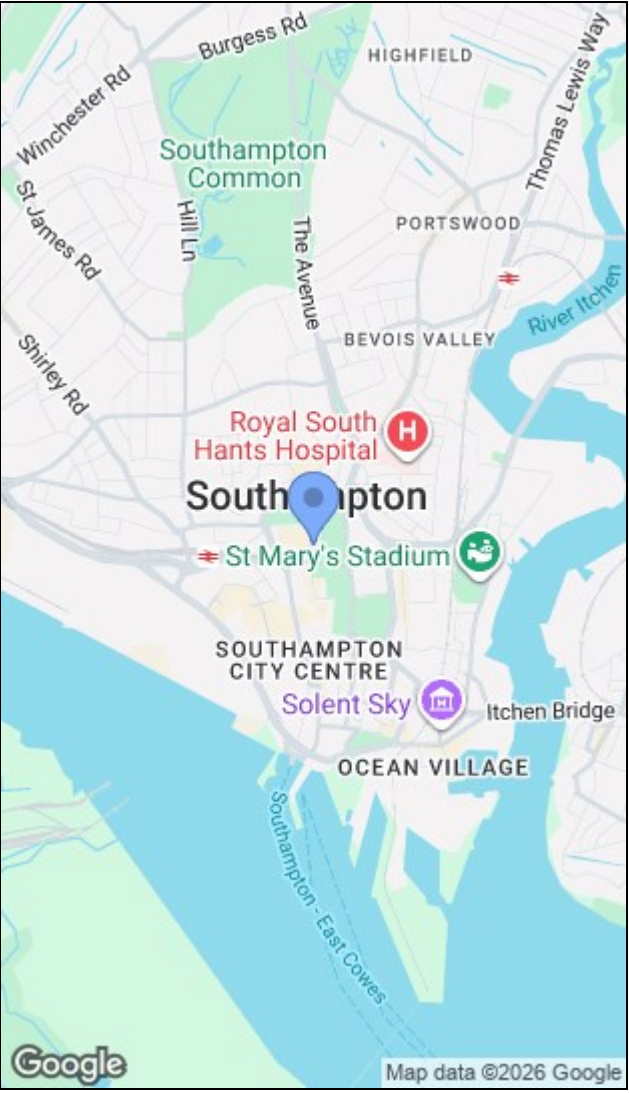 Burgess Rd
HIGHFIELD
Winchester Rd
Thomas Lewis Way
Southampton
Common
St James Rd
Hill Ln
The Avenue
PORTSWOOD
River Itchen
BEVOIS VALLEY
Shirley Rd
Royal South
Hants Hospital
H
Southampton
St Mary's Stadium
SOUTHAMPTON
CITY CENTRE
Solent Sky
Itchen Bridge
OCEAN VILLAGE
Southampton - East Cowes
Google
Map data ©2026 Google